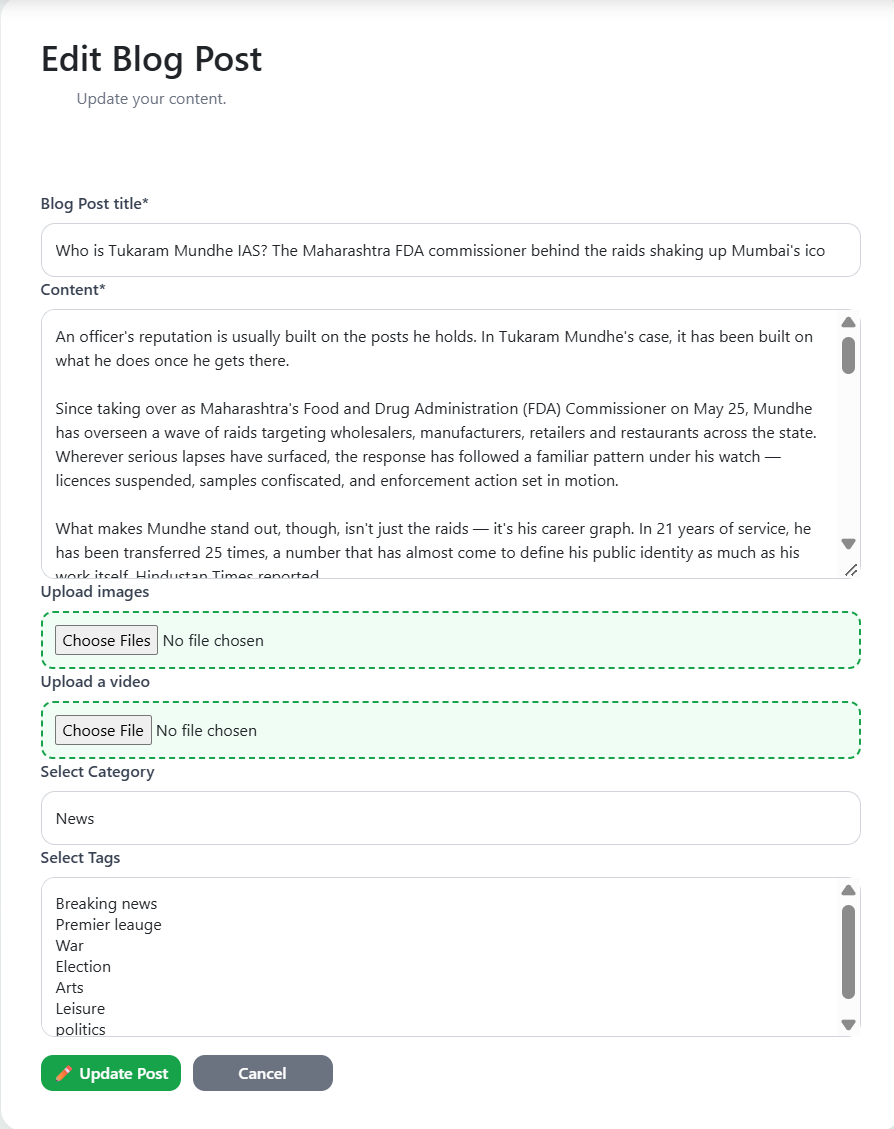 Edit Blog Post
Update your content.
Blog Post title*
Who is Tukaram Mundhe IAS? The Maharashtra FDA commissioner behind the raids shaking up Mumbai's ico
Content*
An officer's reputation is usually built on the posts he holds. In Tukaram Mundhe's case, it has been built on
what he does once he gets there.
Since taking over as Maharashtra's Food and Drug Administration (FDA) Commissioner on May 25, Mundhe
has overseen a wave of raids targeting wholesalers, manufacturers, retailers and restaurants across the state.
Wherever serious lapses have surfaced, the response has followed a familiar pattern under his watch —
licences suspended, samples confiscated, and enforcement action set in motion.
What makes Mundhe stand out, though, isn't just the raids — it's his career graph. In 21 years of service, he
has been transferred 25 times, a number that has almost come to define his public identity as much as his
work itself, Hindustan Times reported
Upload images
Choose Files No file chosen
Upload a video
Choose File No file chosen
Select Category
News
Select Tags
Breaking news
Premier leauge
War
Election
Arts
Leisure
politics
Update Post
Cancel